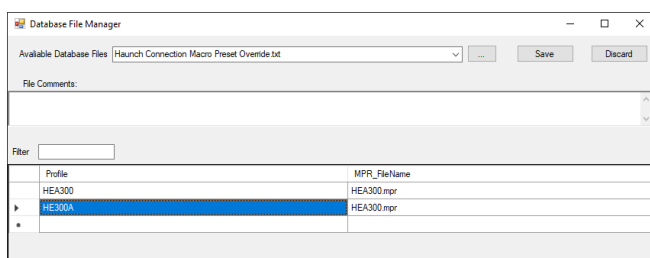 Database File Manager
Avaliable Database Files Haunch Connection Macro Preset Override.txt ... Save Discard
File Comments:
Filter
Profile MPR_FileName
HEA300 HEA300.mpr
HE300A HEA300.mpr